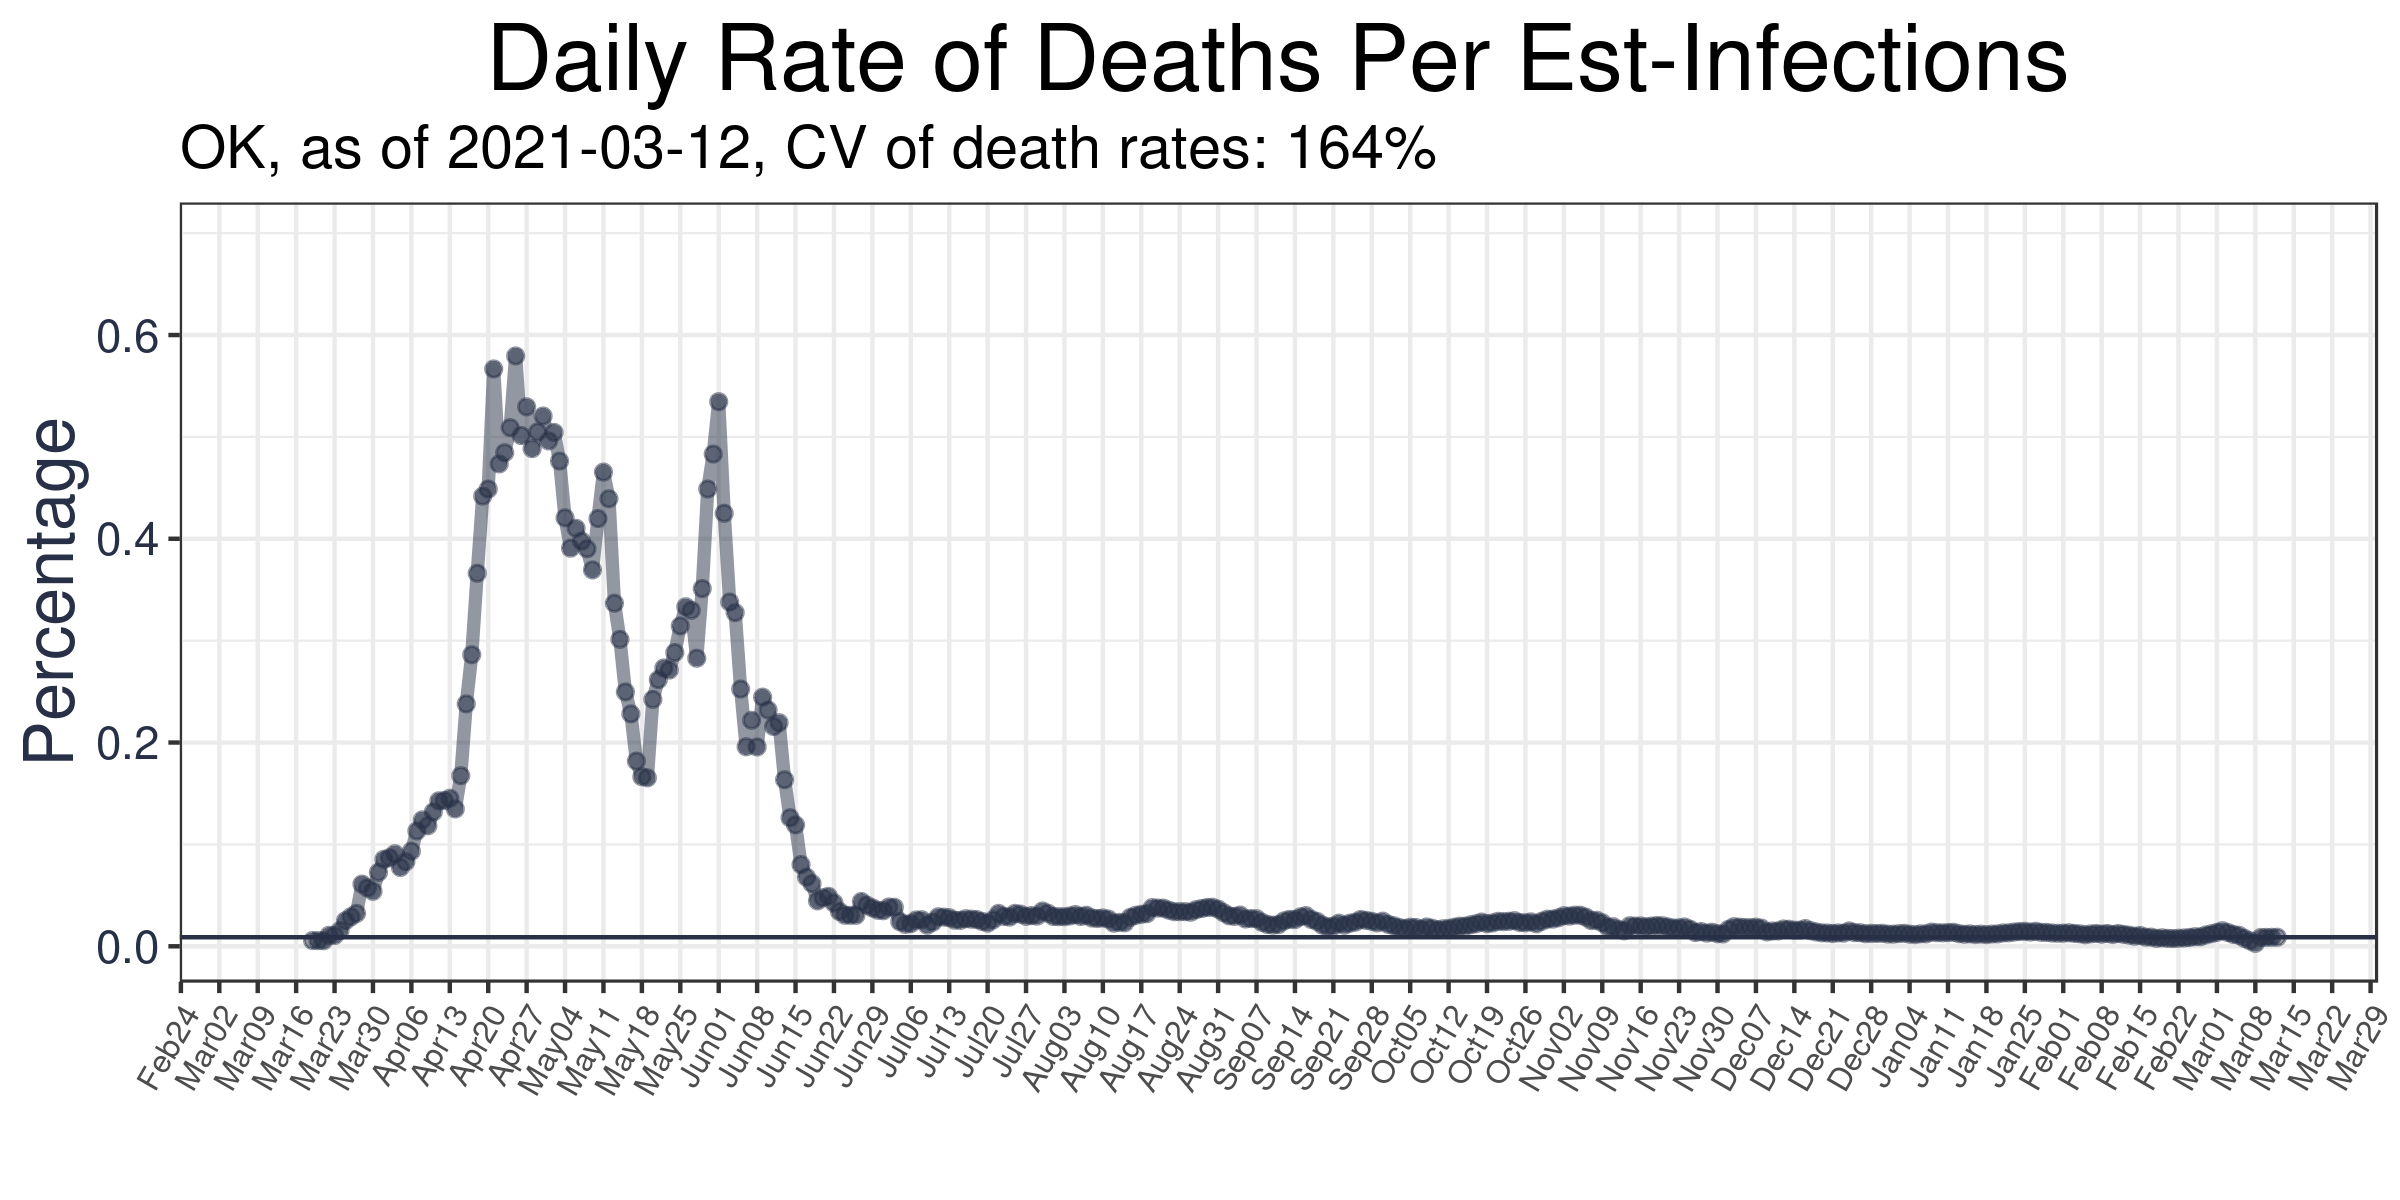 Daily Rate of Deaths Per Est-Infections
OK, as of 2021-03-12, CV of death rates: 164%
Percentage
0.6
0.4
0.2
0.0
Feb24
Mar02
Mar09
Mar16
Mar23
Mar30
Apr06
Apr13
Apr20
Apr27
May04
May11
May18
May25
Jun01
Jun08
Jun15
Jun22
Jun29
Jul06
Jul13
Jul20
Jul27
Aug03
Aug10
Aug17
Aug24
Aug31
Sep07
Sep14
Sep21
Sep28
Oct05
Oct12
Oct19
Oct26
Nov02
Nov09
Nov16
Nov23
Nov30
Dec07
Dec14
Dec21
Dec28
Jan04
Jan11
Jan18
Jan25
Feb01
Feb08
Feb15
Feb22
Mar01
Mar08
Mar15
Mar22
Mar29